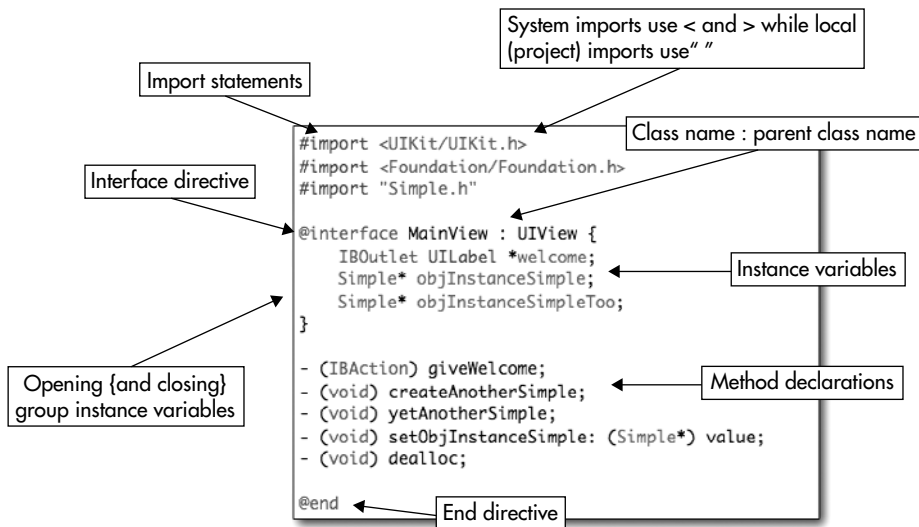 System imports use < and > while local
(project) imports use“ ”
Import statements
Class name : parent class name
Interface directive
#import <UIKit/UIKit.h>
#import <Foundation/Foundation.h>
#import "Simple.h"
@interface MainView : UIView {
IBOutlet UILabel *welcome;
Simple* objInstanceSimple;
Simple* objInstanceSimpleToo;
}
Instance variables
Opening {and closing}
group instance variables
- (IBAction) giveWelcome;
- (void) createAnotherSimple;
- (void) yetAnotherSimple;
- (void) setObjInstanceSimple: (Simple*) value;
- (void) dealloc;
Method declarations
@end
End directive